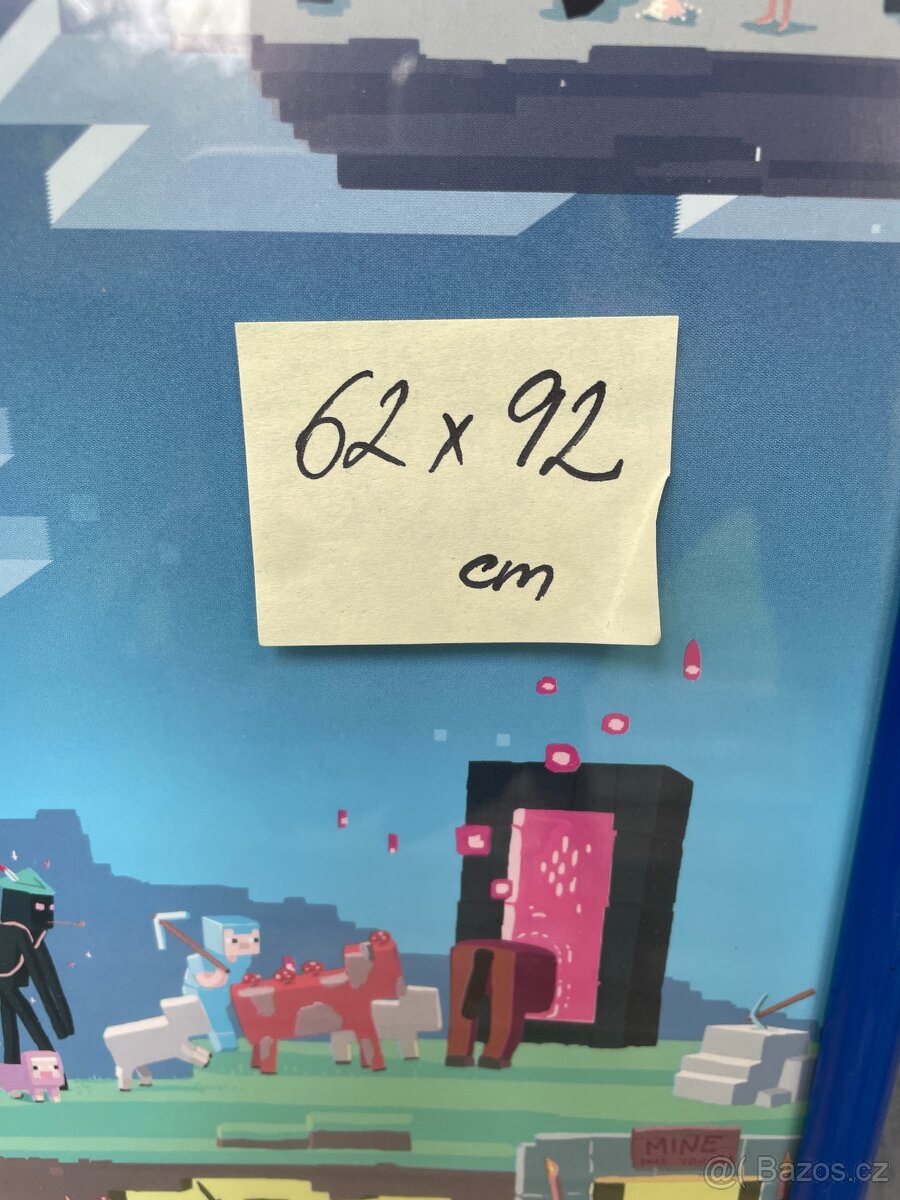 62 x 92
cm
MINE
@( Bazos.cz